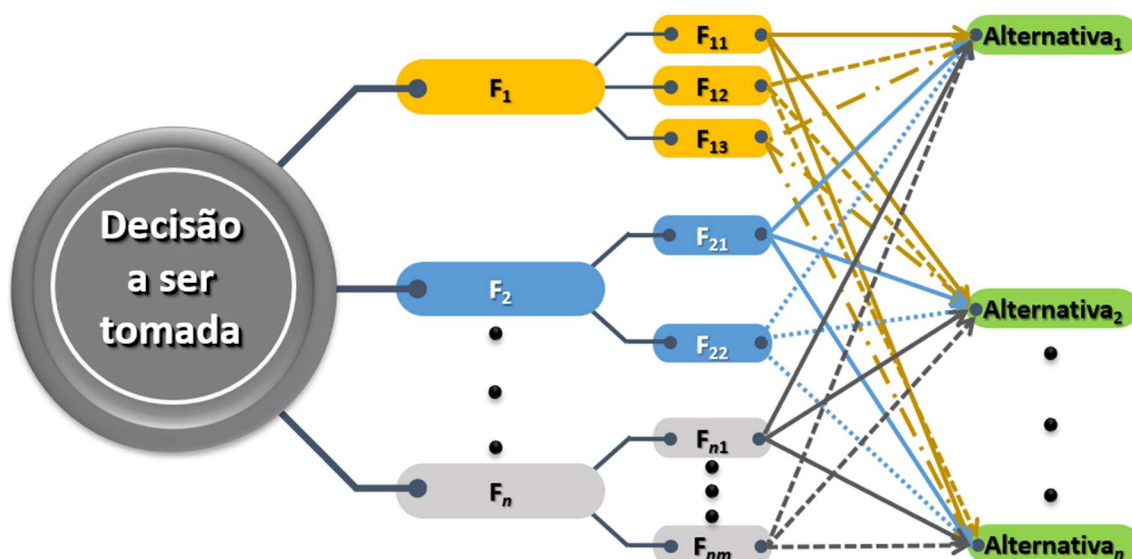 Decisão
a ser
tomada
F₁
F₁₁
F₁₂
F₁₃
F₂
F₂₁
F₂₂
Fₙ
Fₙ₁
Fₙₘ
Alternativa₁
Alternativa₂
Alternativaₙ